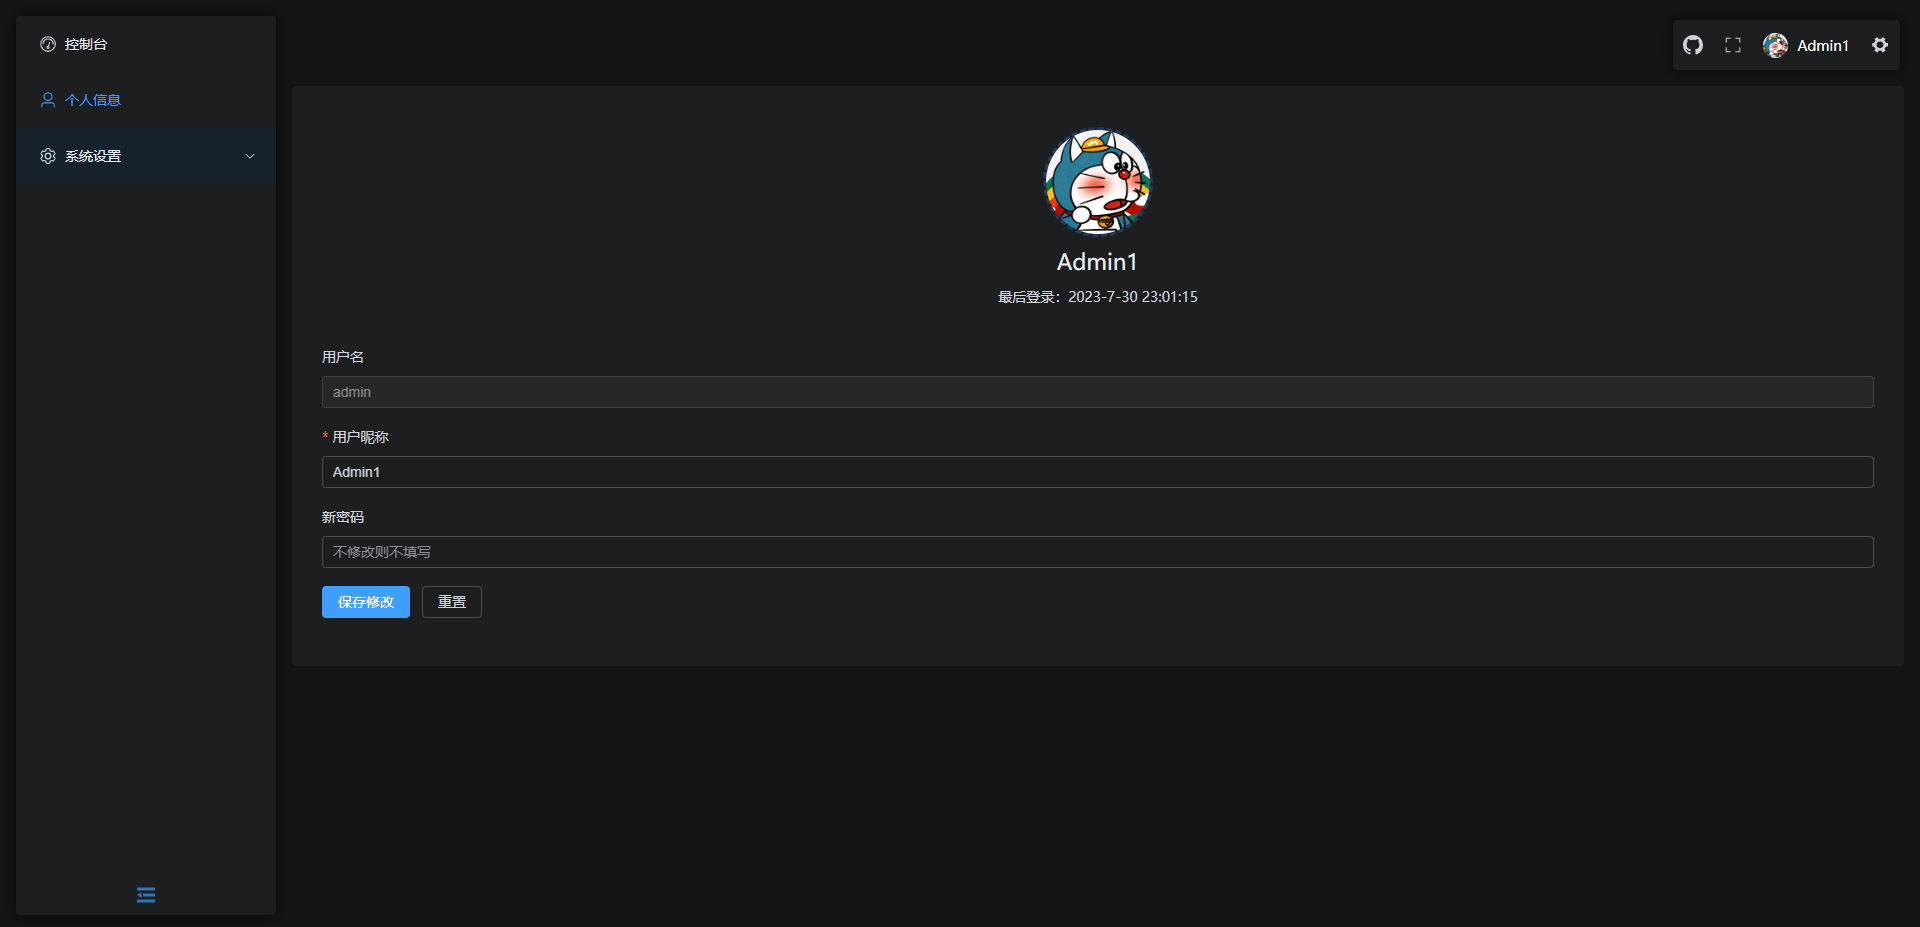 控制台
个人信息
系统设置
Admin1
Admin1
最后登录：2023-7-30 23:01:15
用户名
admin
* 用户昵称
Admin1
新密码
不修改则不填写
保存修改 重置